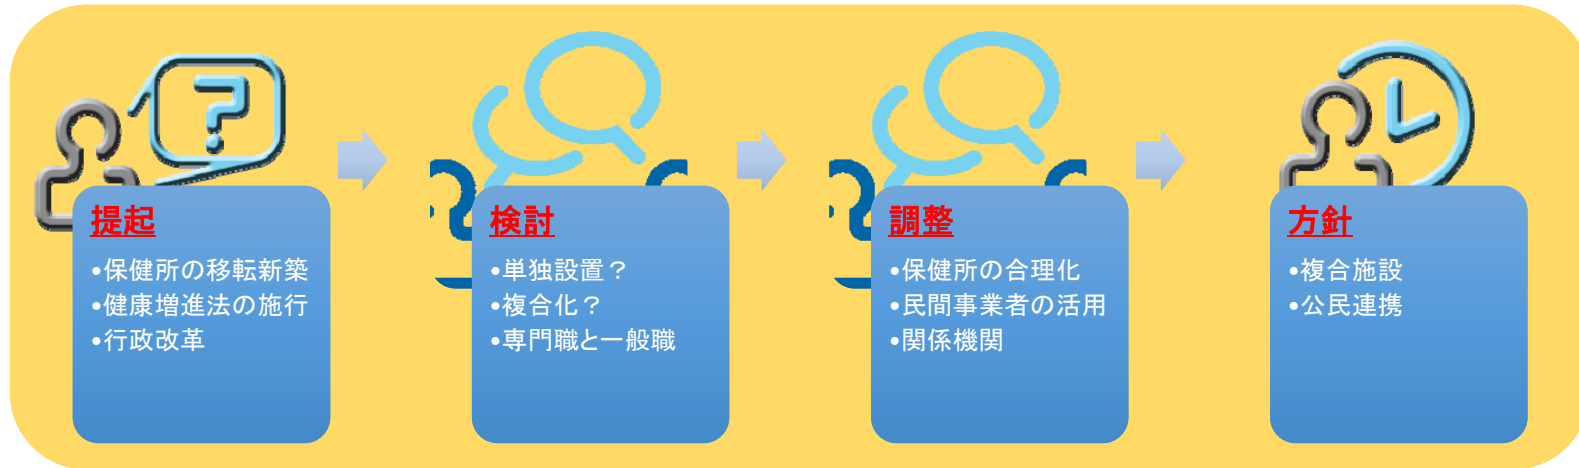 提起
•保健所の移転新築
•健康増進法の施行
•行政改革
検討
•単独設置？
•複合化？
•専門職と一般職
調整
•保健所の合理化
•民間事業者の活用
•関係機関
方針
•複合施設
•公民連携